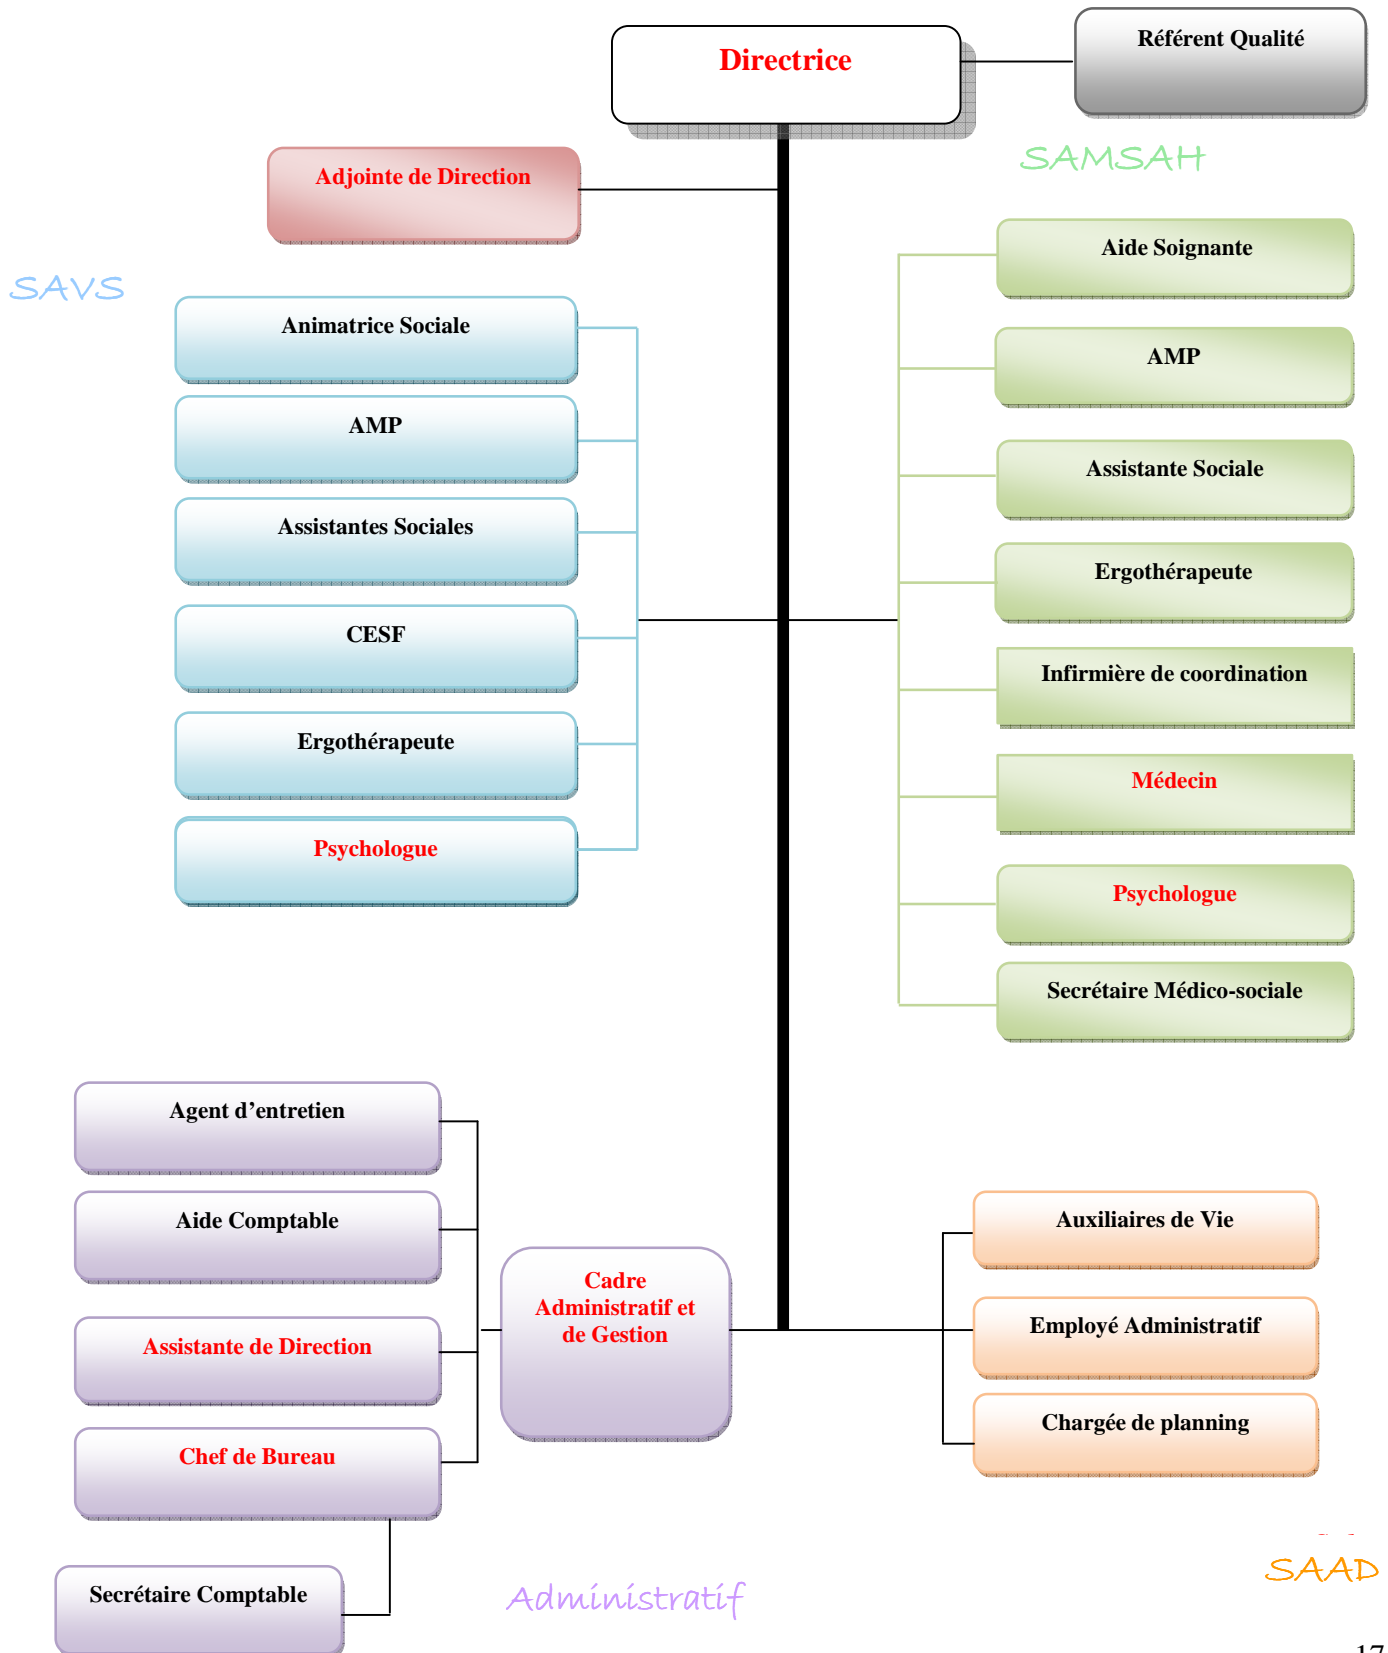 Directrice
Référent Qualité
SAMSAH
Adjointe de Direction
Aide Soignante
SAVS
Animatrice Sociale
AMP
AMP
Assistante Sociale
Assistantes Sociales
Ergothérapeute
CESF
Infirmière de coordination
Ergothérapeute
Médecin
Psychologue
Psychologue
Secrétaire Médico-sociale
Agent d’entretien
Aide Comptable
Auxiliaires de Vie
Cadre
Administratif et
de Gestion
Employé Administratif
Assistante de Direction
Chargée de planning
Chef de Bureau
SAAD
Secrétaire Comptable
Administratif
17